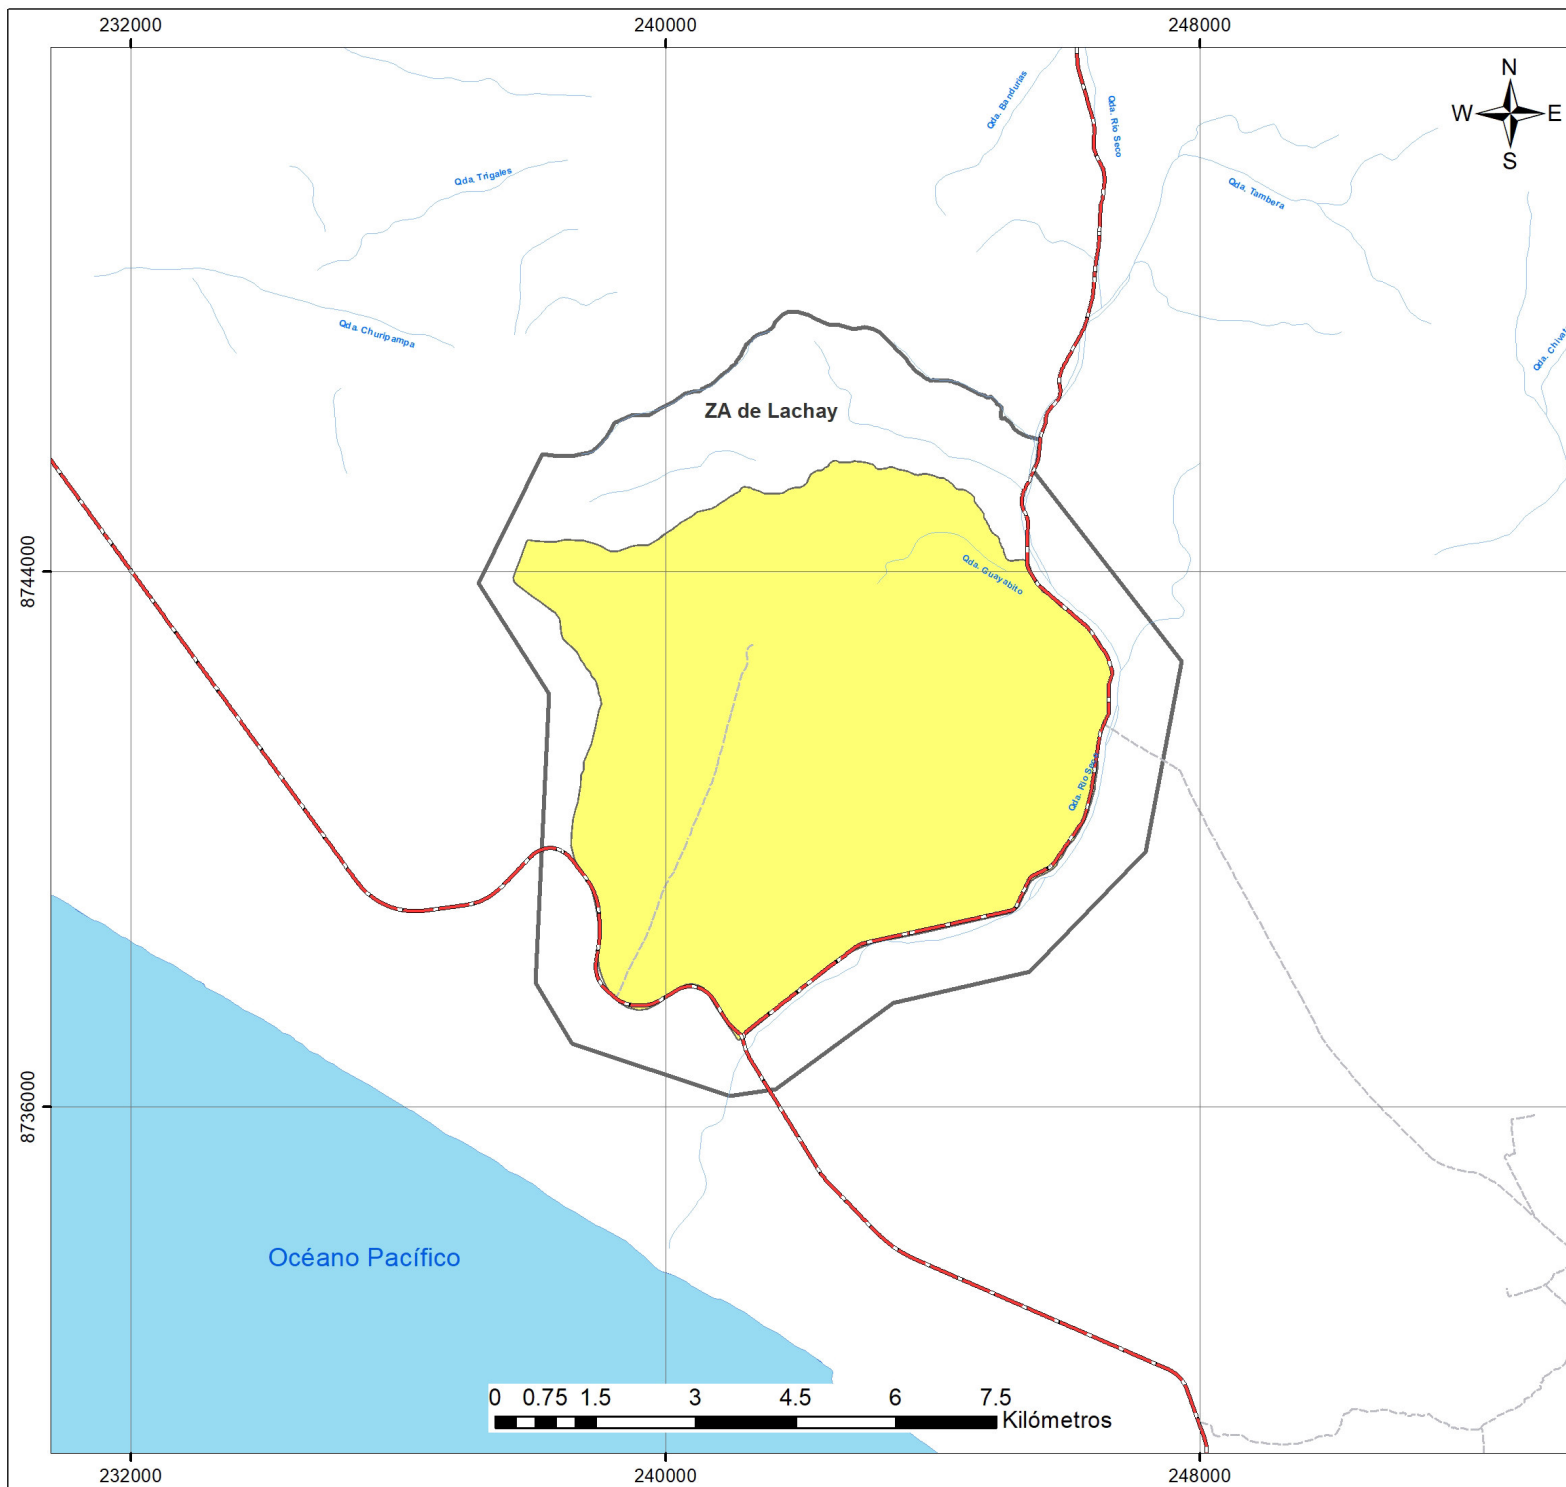 232000
240000
248000
N
W
E
S
Qda. Bandurias
Qda. Río Seco
Qda. Trigales
Qda. Tambera
Qda. Churipampa
ZA de Lachay
8744000
Qda. Guayabito
Qda. Río Seco
8736000
Océano Pacífico
0 0.75 1.5 3 4.5 6 7.5
Kilómetros
232000
240000
248000